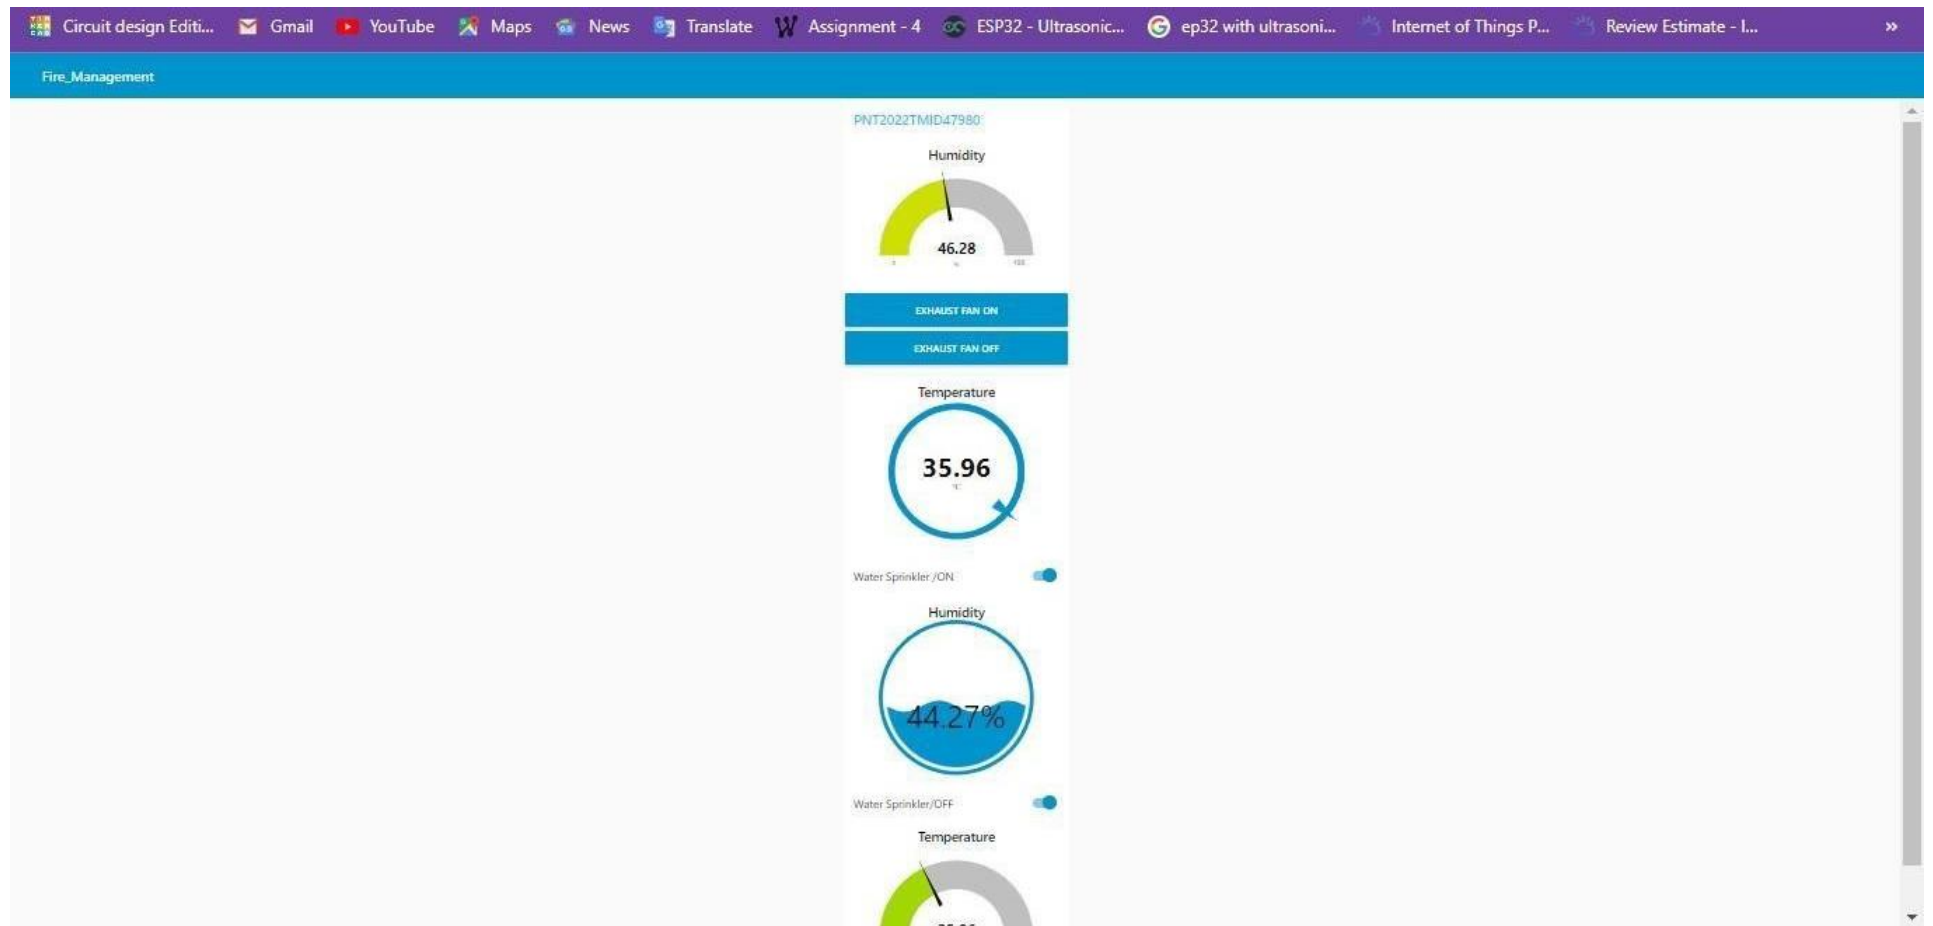 Circuit design Editi... Gmail YouTube Maps News Translate Assignment - 4 ESP32 - Ultrasonic... ep32 with ultrasoni... Internet of Things P... Review Estimate - I... »
Fire_Management
PNT2022TMID47980
Humidity
46.28
EXHAUST FAN ON
EXHAUST FAN OFF
Temperature
35.96
°C
Water Sprinkler /ON
Humidity
44.27%
Water Sprinkler/OFF
Temperature